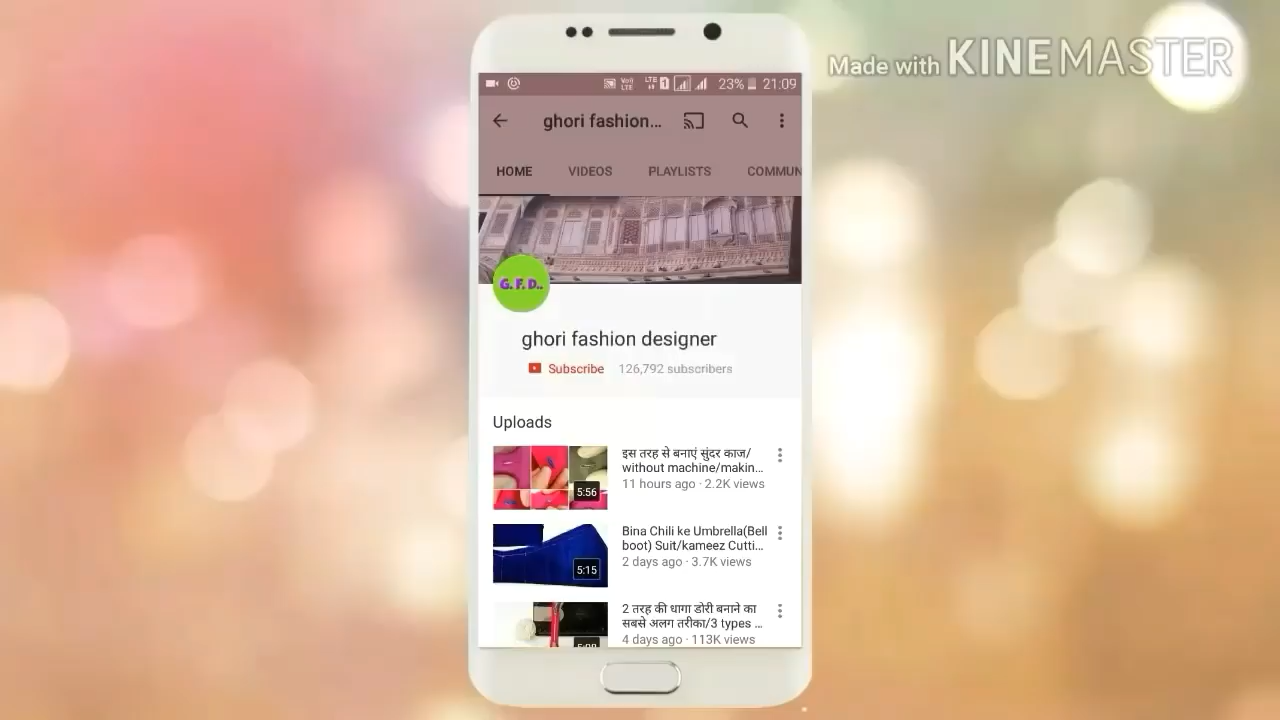 Made with KINEMASTER
VoLTE LTE 1 23% 21:09
ghori fashion...
HOME VIDEOS PLAYLISTS COMMUN
G. F. D..
ghori fashion designer
Subscribe 126,792 subscribers
Uploads
इस तरह से बनाएं सुंदर काज/
without machine/makin...
11 hours ago · 2.2K views
5:56
Bina Chili ke Umbrella(Bell
boot) Suit/kameez Cutti...
2 days ago · 3.7K views
5:15
2 तरह की धागा डोरी बनाने का
सबसे अलग तरीका/3 types ...
4 days ago · 113K views